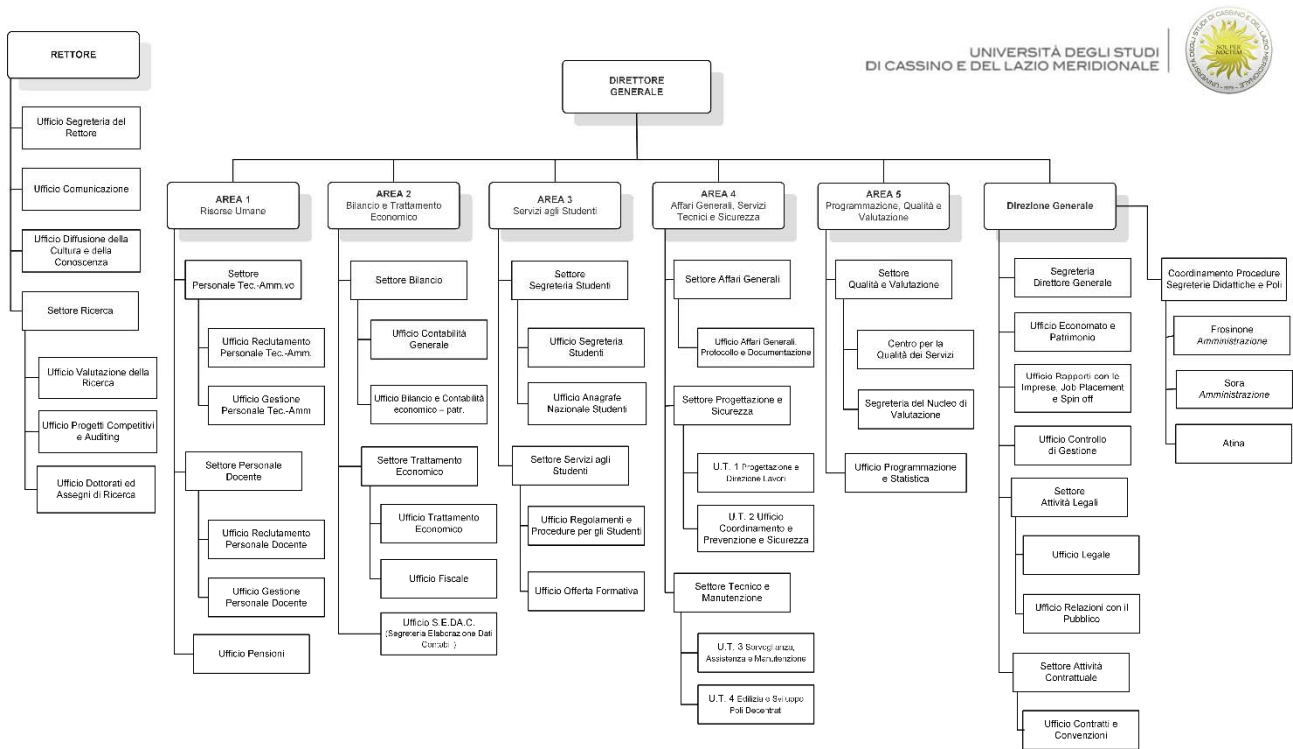 RETTORE
Ufficio Segreteria del
Rettore
Ufficio Comunicazione
Ufficio Diffusione della
Cultura e della
Conoscenza
Settore Ricerca
Ufficio Valutazione della
Ricerca
Ufficio Progetti Competitivi
e Auditing
Ufficio Dottorati ed
Assegni di Ricerca
UNIVERSITÀ DEGLI STUDI
DI CASSINO E DEL LAZIO MERIDIONALE
UNIVERSITÀ DEGLI STUDI DI CASSINO E DEL LAZIO MERIDIONALE
SOL PER
NOCTEM
DIRETTORE
GENERALE
AREA 1
Risorse Umane
Settore
Personale Tec.-Amm.vo
Ufficio Reclutamento
Personale Tec.-Amm.
Ufficio Gestione
Personale Tec.-Amm
Settore Personale
Docente
Ufficio Reclutamento
Personale Docente
Ufficio Gestione
Personale Docente
Ufficio Pensioni
AREA 2
Bilancio e Trattamento
Economico
Settore Bilancio
Ufficio Contabilità
Generale
Ufficio Bilancio e Contabilità
economico – patr.
Settore Trattamento
Economico
Ufficio Trattamento
Economico
Ufficio Fiscale
Ufficio S.E.DA.C.
(Segreteria Elaborazione Dati
AREA 3
Servizi agli Studenti
Settore
Segreteria Studenti
Ufficio Segreteria
Studenti
Ufficio Anagrafe
Nazionale Studenti
Settore Servizi agli
Studenti
Ufficio Regolamenti e
Procedure per gli Studenti
Ufficio Offerta Formativa
AREA 4
Affari Generali, Servizi
Tecnici e Sicurezza
Settore Affari Generali
Ufficio Affari Generali,
Protocollo e Documentazione
Settore Progettazione e
Sicurezza
U.T. 1 Progettazione e
Direzione Lavori
U.T. 2 Ufficio
Coordinamento e
Prevenzione e Sicurezza
Settore Tecnico e
Manutenzione
U.T. 3 Sorveglianza,
Assistenza e Manutenzione
U.T. 4 Edilizia e Sviluppo
Poli Decentrati
AREA 5
Programmazione, Qualità e
Valutazione
Settore
Qualità e Valutazione
Centro per la
Qualità dei Servizi
Segreteria del Nucleo di
Valutazione
Ufficio Programmazione
e Statistica
Direzione Generale
Segreteria
Direttore Generale
Ufficio Economato e
Patrimonio
Ufficio Rapporti con le
Imprese, Job Placement
e Spin off
Ufficio Controllo
di Gestione
Settore
Attività Legali
Ufficio Legale
Ufficio Relazioni con il
Pubblico
Settore Attività
Contrattuale
Ufficio Contratti e
Convenzioni
Coordinamento Procedure
Segreterie Didattiche e Poli
Frosinone
Amministrazione
Sora
Amministrazione
Atina